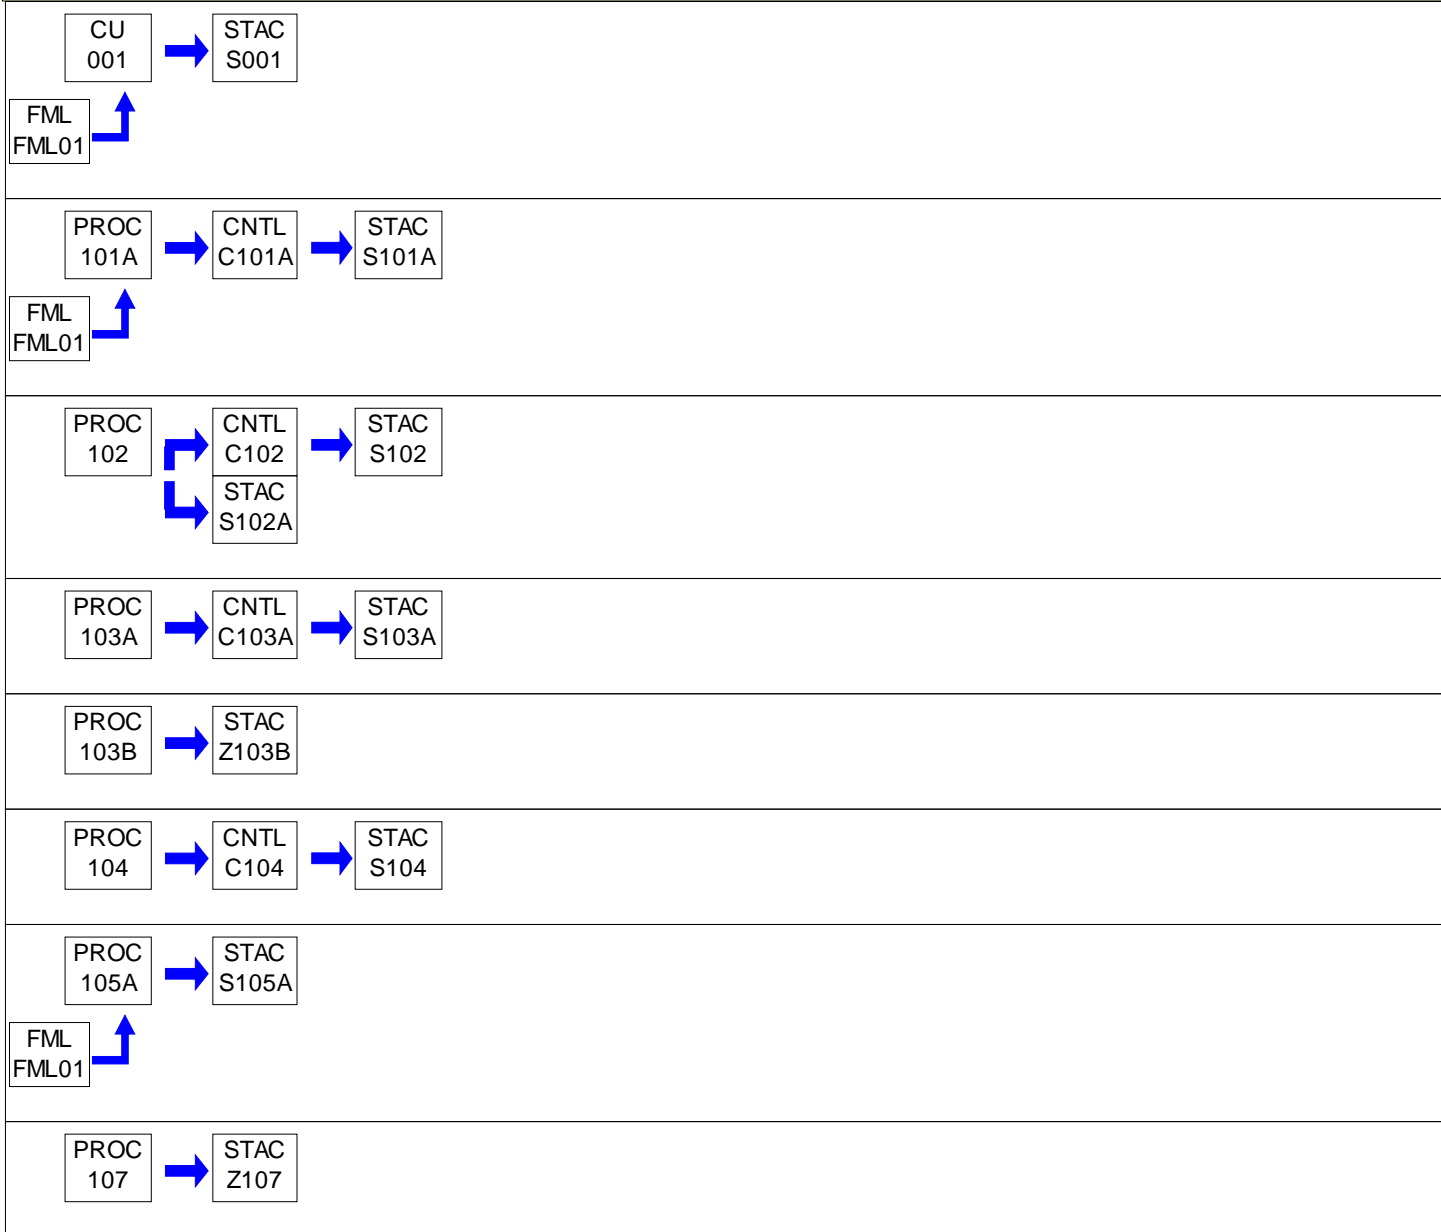 CU
001
STAC
S001
FML
FML01
PROC
101A
CNTL
C101A
STAC
S101A
FML
FML01
PROC
102
CNTL
C102
STAC
S102
STAC
S102A
PROC
103A
CNTL
C103A
STAC
S103A
PROC
103B
STAC
Z103B
PROC
104
CNTL
C104
STAC
S104
PROC
105A
STAC
S105A
FML
FML01
PROC
107
STAC
Z107